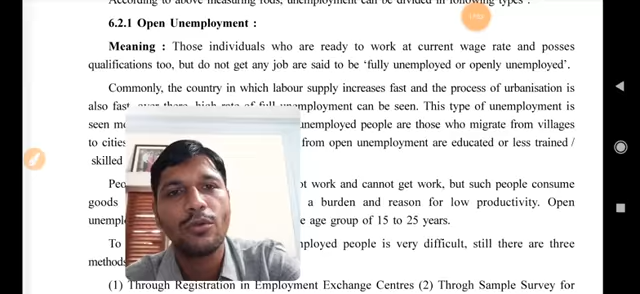 According to above measuring rods, unemployment can be divided in following types :
6.2.1 Open Unemployment :
Meaning : Those individuals who are ready to work at current wage rate and posses
qualifications too, but do not get any job are said to be ‘fully unemployed or openly unemployed’.
Commonly, the country in which labour supply increases fast and the process of urbanisation is
also fast, over there, high rate of full unemployment can be seen. This type of unemployment is
seen unemployed people are those who migrate from villages
to cities from open unemployment are educated or less trained /
skilled
work and cannot get work, but such people consume
goods a burden and reason for low productivity. Open
age group of 15 to 25 years.
To people is very difficult, still there are three
methods
(1) Through Registration in Employment Exchange Centres (2) Throgh Sample Survey for